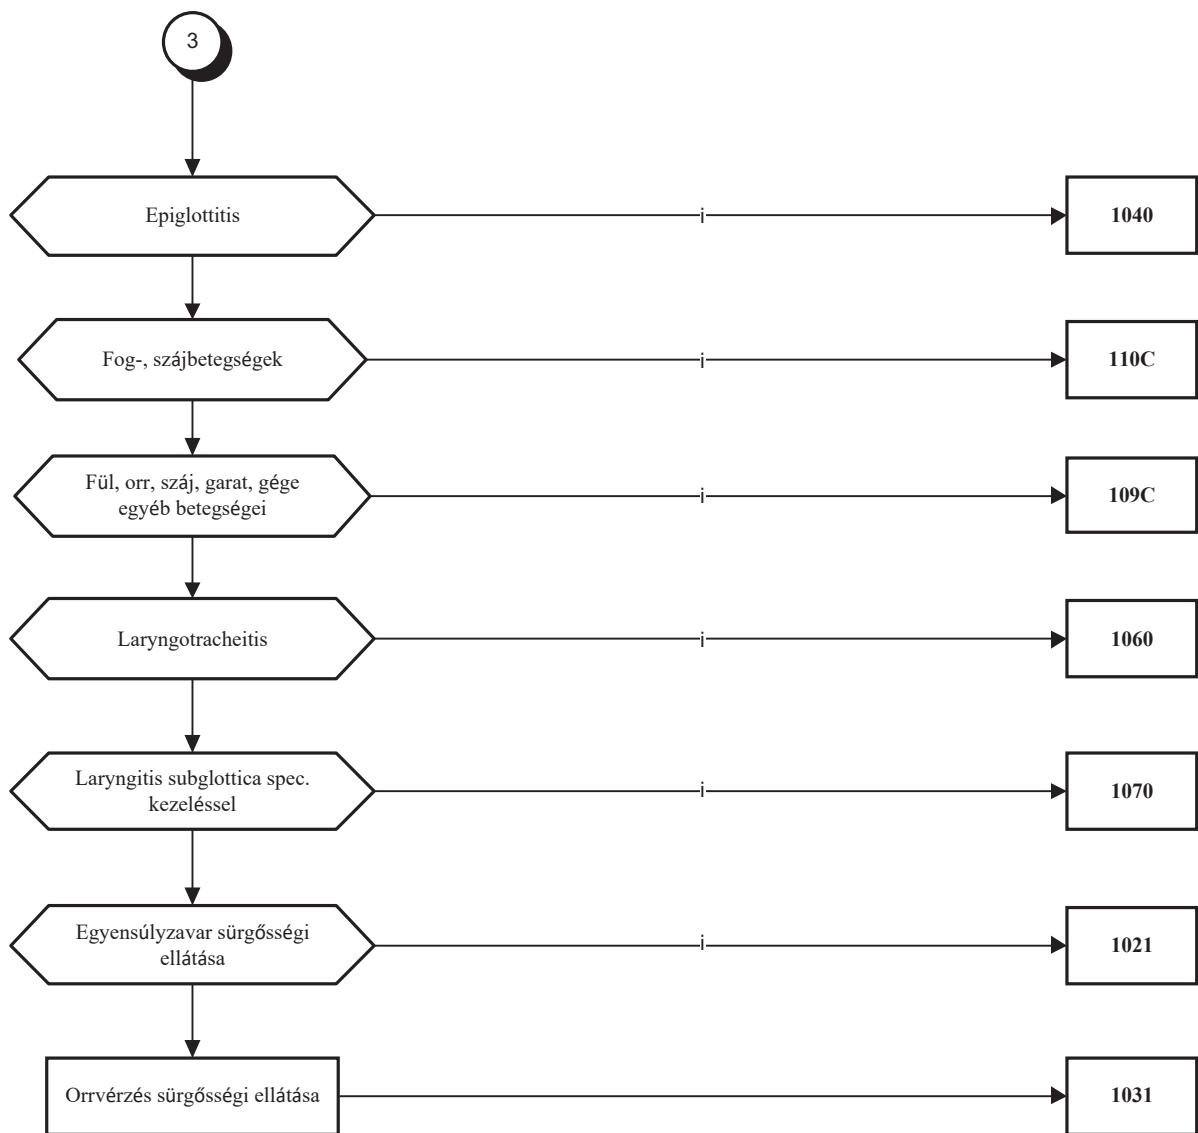 3
Epiglottitis
i
1040
Fog-, szájbetegségek
i
110C
Fül, orr, száj, garat, gége
egyéb betegségei
i
109C
Laryngotracheitis
i
1060
Laryngitis subglottica spec.
kezeléssel
i
1070
Egyensúlyzavar sürgősségi
ellátása
i
1021
Orrvérzés sürgősségi ellátása
1031